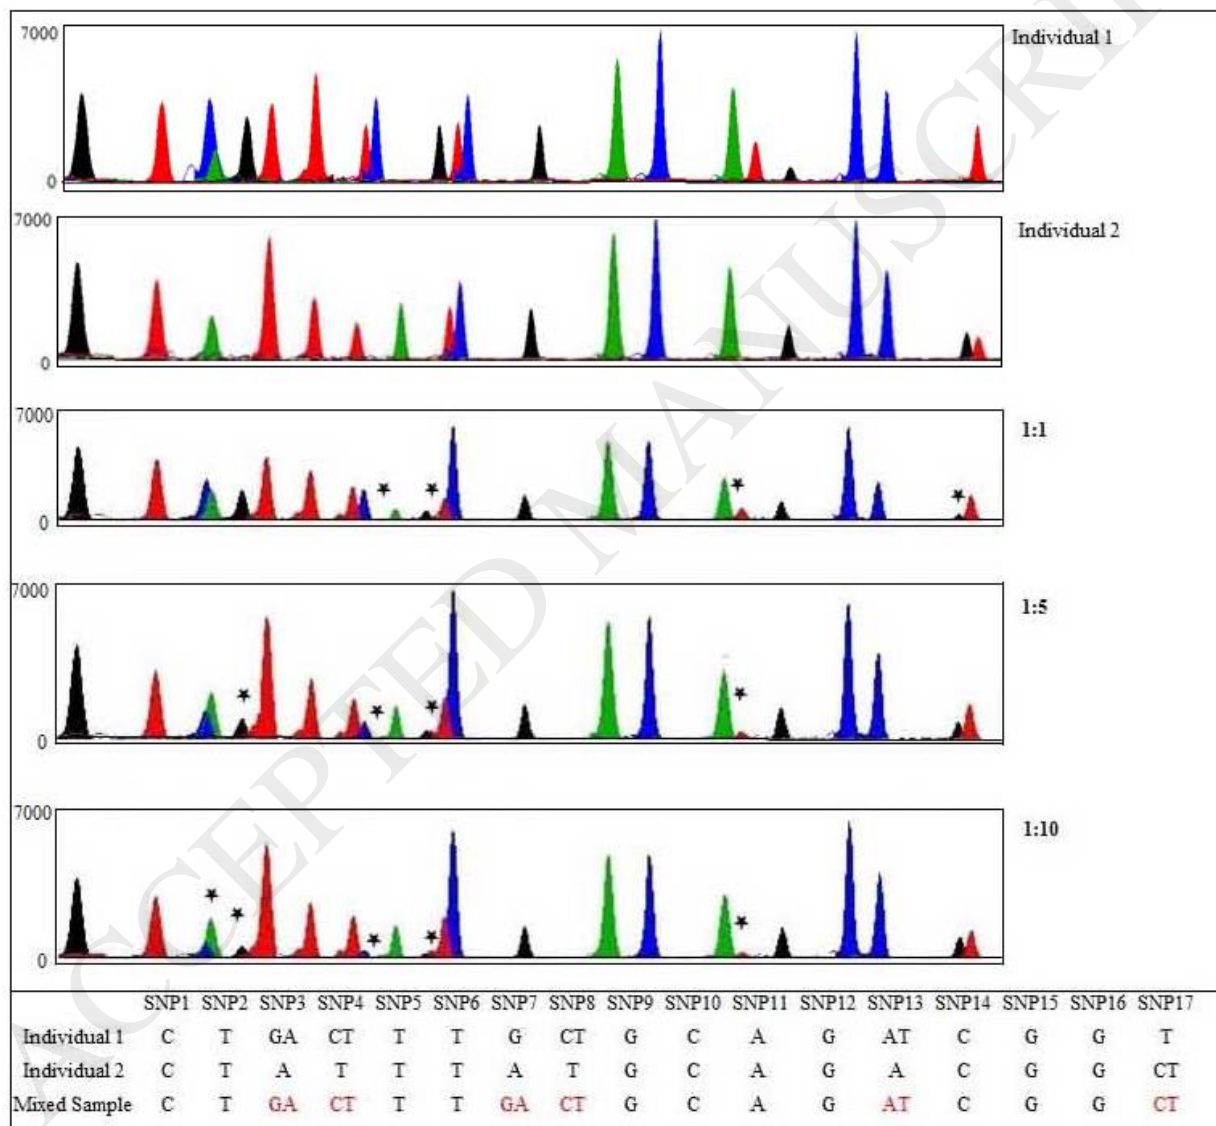 7000
Individual 1
0
7000
Individual 2
0
7000
1:1
0
7000
1:5
0
7000
1:10
0
SNP1 SNP2 SNP3 SNP4 SNP5 SNP6 SNP7 SNP8 SNP9 SNP10 SNP11 SNP12 SNP13 SNP14 SNP15 SNP16 SNP17
Individual 1 C T GA CT T T G CT G C A G AT C G G T
Individual 2 C T A T T T A T G C A G A C G G CT
Mixed Sample C T GA CT T T GA CT G C A G AT C G G CT
ACCEPTED MANUSCRI